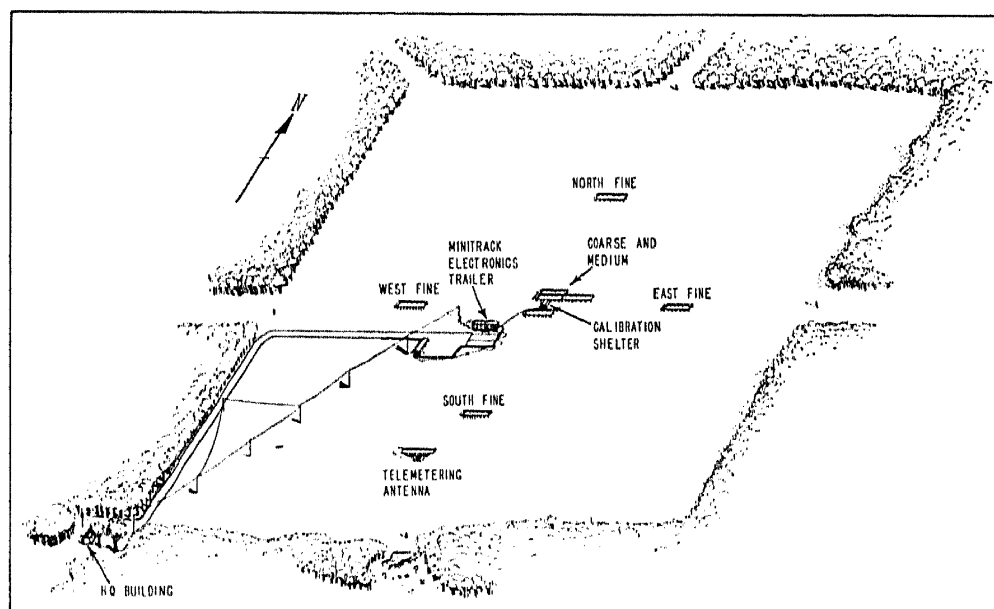 N
NORTH FINE
MINITRACK
ELECTRONICS
TRAILER
COARSE AND
MEDIUM
WEST FINE
EAST FINE
CALIBRATION
SHELTER
SOUTH FINE
TELEMETERING
ANTENNA
HQ BUILDING